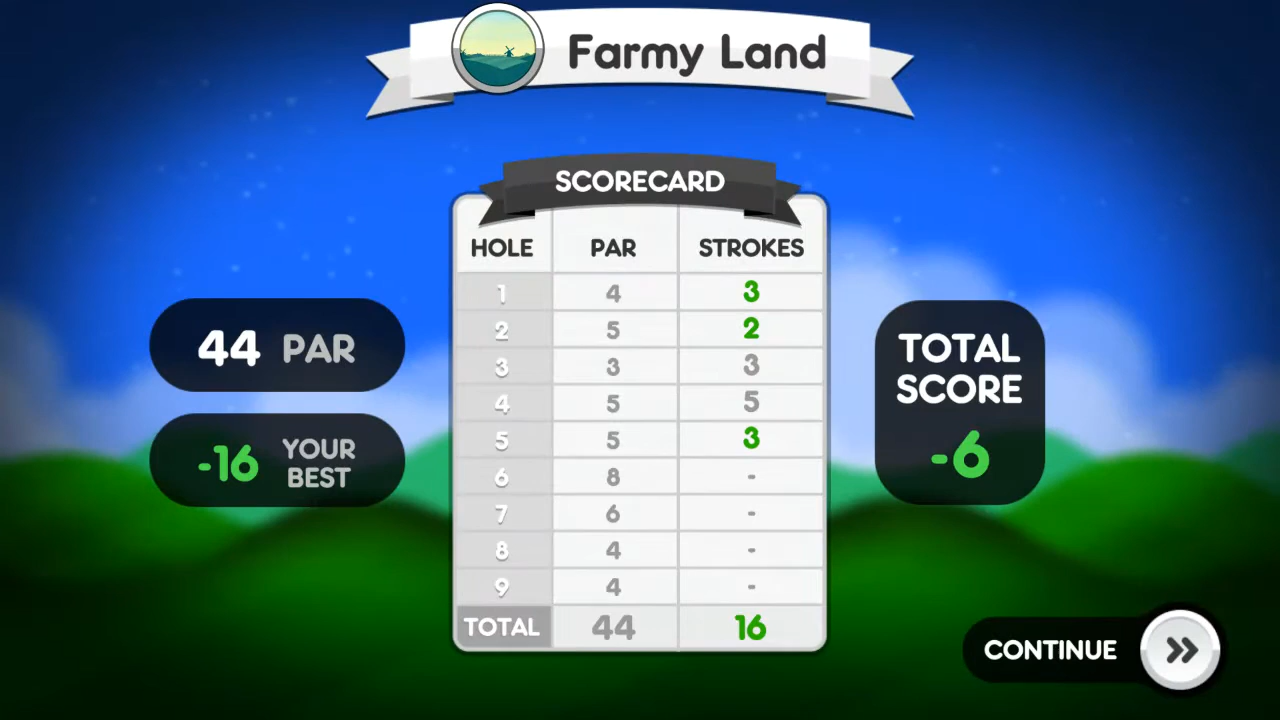 Farmy Land
SCORECARD
HOLE PAR STROKES
1 4 3
2 5 2
3 3 3
4 5 5
5 5 3
6 8 -
7 6 -
8 4 -
9 4 -
TOTAL 44 16
44 PAR
-16 YOUR BEST
TOTAL
SCORE
-6
CONTINUE